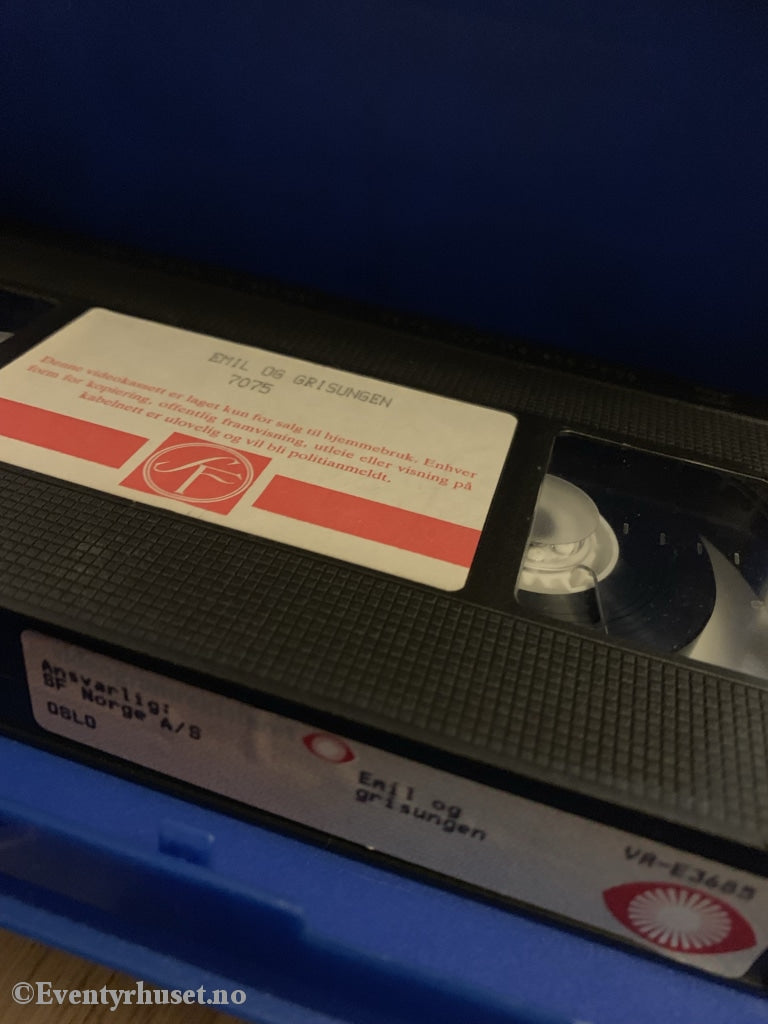 EMIL OG GRISUNGEN
7075
Denne videokassett er laget kun for salg til hjemmebruk. Enhver
form for kopiering, offentlig framvisning, utleie eller visning på
kabelnett er ulovelig og vil bli politianmeldt.
SF
Ansvarlig:
SF Norge A/S
OSLO
Emil og
grisungen
VR-E3685
©Eventyrhuset.no